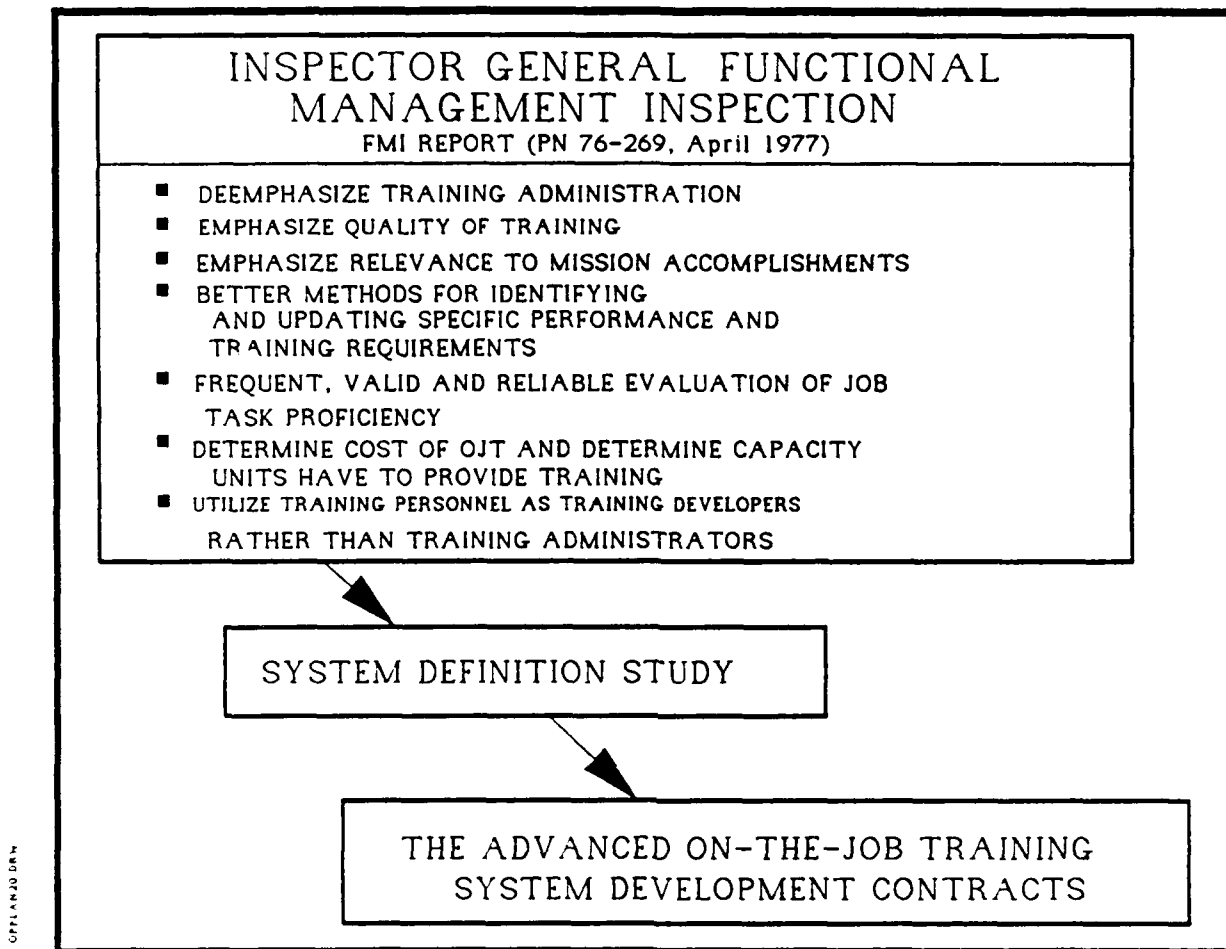 INSPECTOR GENERAL FUNCTIONAL
MANAGEMENT INSPECTION
FMI REPORT (PN 76-269, April 1977)
■ DEEMPHASIZE TRAINING ADMINISTRATION
■ EMPHASIZE QUALITY OF TRAINING
■ EMPHASIZE RELEVANCE TO MISSION ACCOMPLISHMENTS
■ BETTER METHODS FOR IDENTIFYING
AND UPDATING SPECIFIC PERFORMANCE AND
TRAINING REQUIREMENTS
■ FREQUENT, VALID AND RELIABLE EVALUATION OF JOB
TASK PROFICIENCY
■ DETERMINE COST OF OJT AND DETERMINE CAPACITY
UNITS HAVE TO PROVIDE TRAINING
■ UTILIZE TRAINING PERSONNEL AS TRAINING DEVELOPERS
RATHER THAN TRAINING ADMINISTRATORS
SYSTEM DEFINITION STUDY
THE ADVANCED ON-THE-JOB TRAINING
SYSTEM DEVELOPMENT CONTRACTS